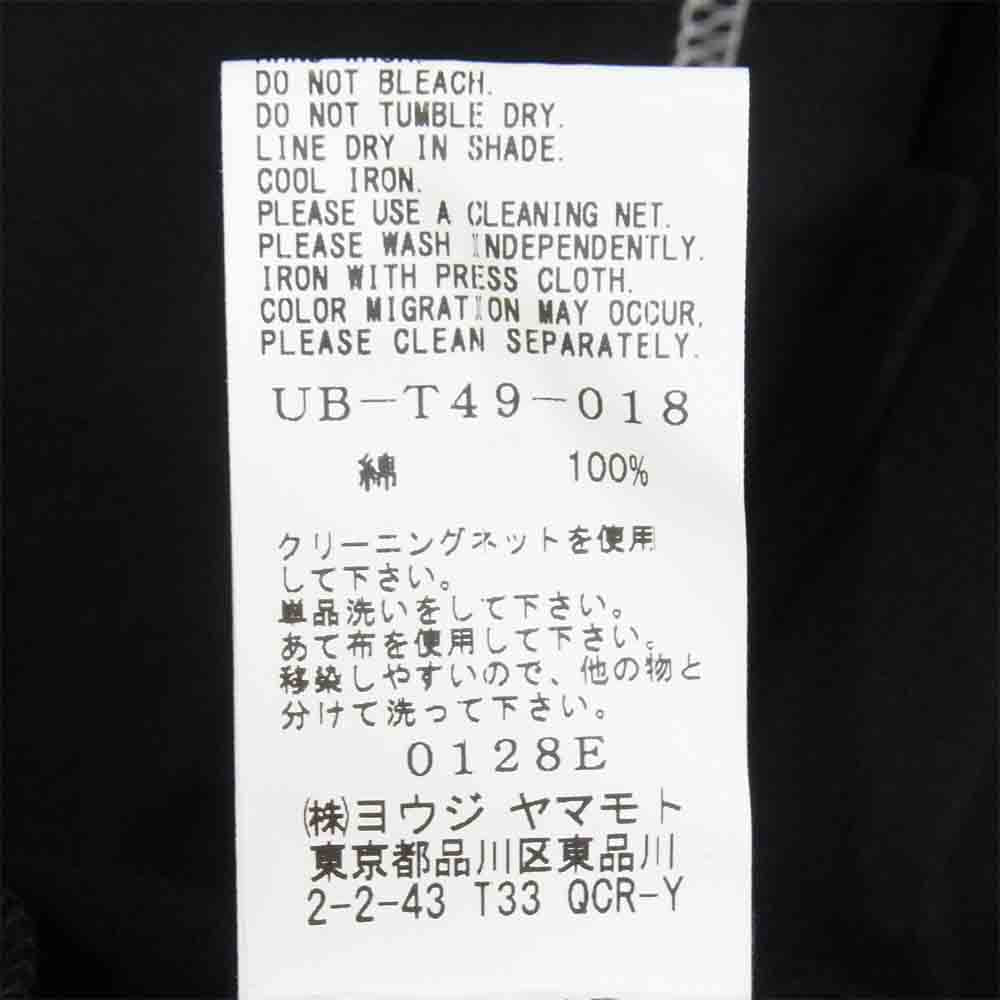 DO NOT BLEACH.
DO NOT TUMBLE DRY.
LINE DRY IN SHADE.
COOL IRON.
PLEASE USE A CLEANING NET.
PLEASE WASH INDEPENDENTLY.
IRON WITH PRESS CLOTH.
COLOR MIGRATION MAY OCCUR,
PLEASE CLEAN SEPARATELY.
UB-T49-018
綿 100%
クリーニングネットを使用
して下さい。
単品洗いをして下さい。
あて布を使用して下さい。
移染しやすいので、他の物と
分けて洗って下さい。
0128E
㈱ヨウジ ヤマモト
東京都品川区東品川
2-2-43 T33 QCR-Y